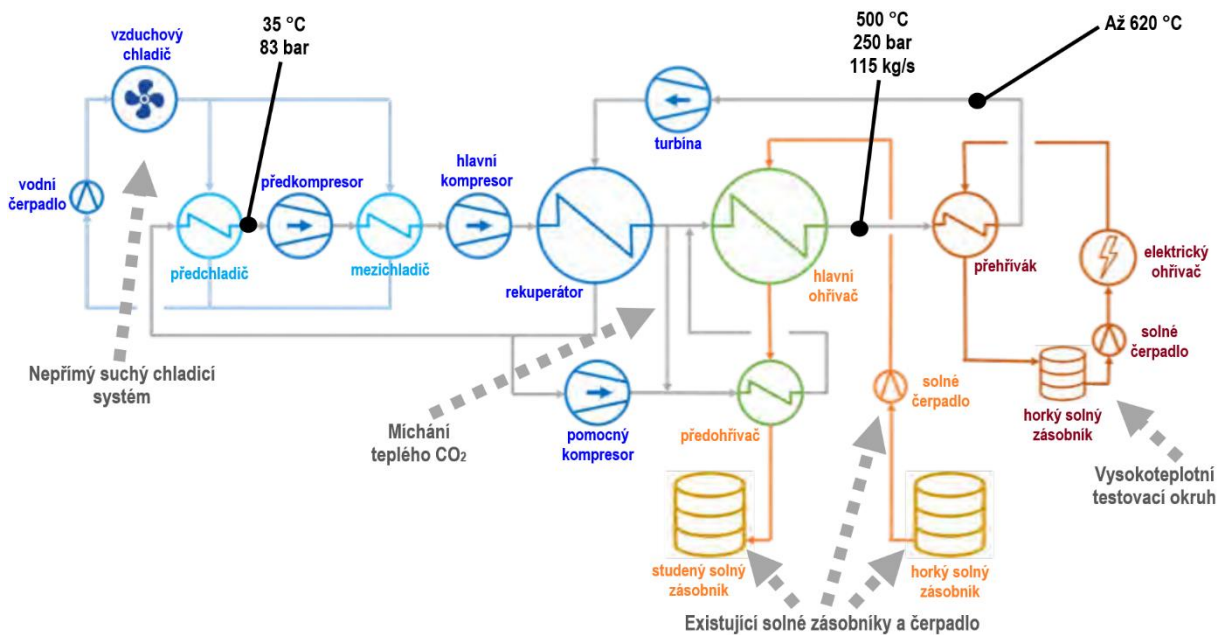 vzduchový
chladič
35 °C
83 bar
500 °C
250 bar
115 kg/s
Až 620 °C
turbína
vodní
čerpadlo
předkompresor
hlavní
kompresor
předchladič
mezichladič
rekuperátor
hlavní
ohřívač
přehřívák
elektrický
ohřívač
Nepřímý suchý chladicí
systém
Míchání
teplého CO₂
pomocný
kompresor
předohřívač
solné
čerpadlo
solné
čerpadlo
horký solný
zásobník
Vysokoteplotní
testovací okruh
studený solný
zásobník
horký solný
zásobník
Existující solné zásobníky a čerpadlo